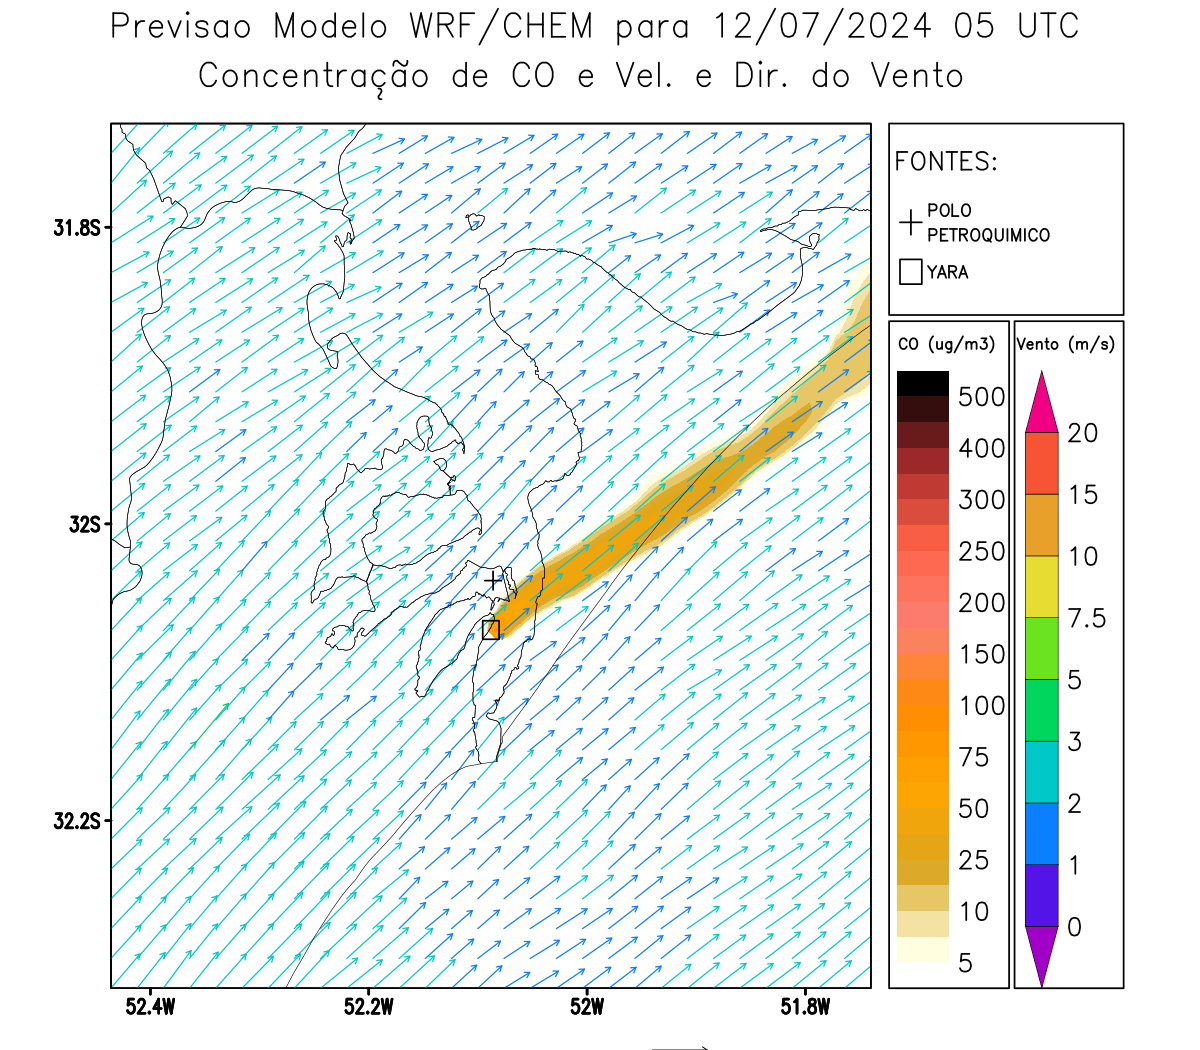 Previsao Modelo WRF/CHEM para 12/07/2024 05 UTC
Concentração de CO e Vel. e Dir. do Vento
FONTES:
POLO
PETROQUIMICO
YARA
31.8S
32S
32.2S
52.4W
52.2W
52W
51.8W
CO (ug/m3)
500
400
300
250
200
150
100
75
50
25
10
5
Vento (m/s)
20
15
10
7.5
5
3
2
1
0